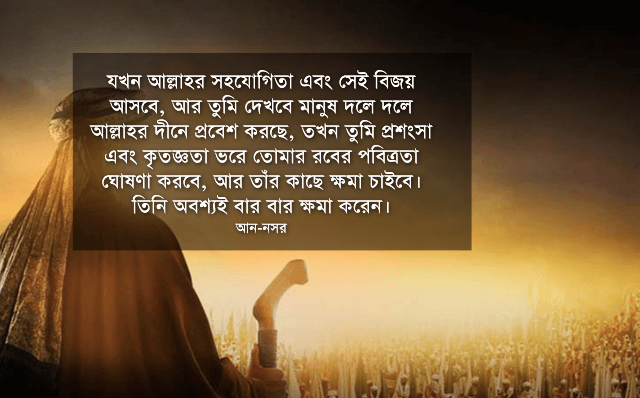 যখন আল্লাহর সহযোগিতা এবং সেই বিজয়
আসবে, আর তুমি দেখবে মানুষ দলে দলে
আল্লাহর দীনে প্রবেশ করছে, তখন তুমি প্রশংসা
এবং কৃতজ্ঞতা ভরে তোমার রবের পবিত্রতা
ঘোষণা করবে, আর তাঁর কাছে ক্ষমা চাইবে।
তিনি অবশ্যই বার বার ক্ষমা করেন।
আন-নসর